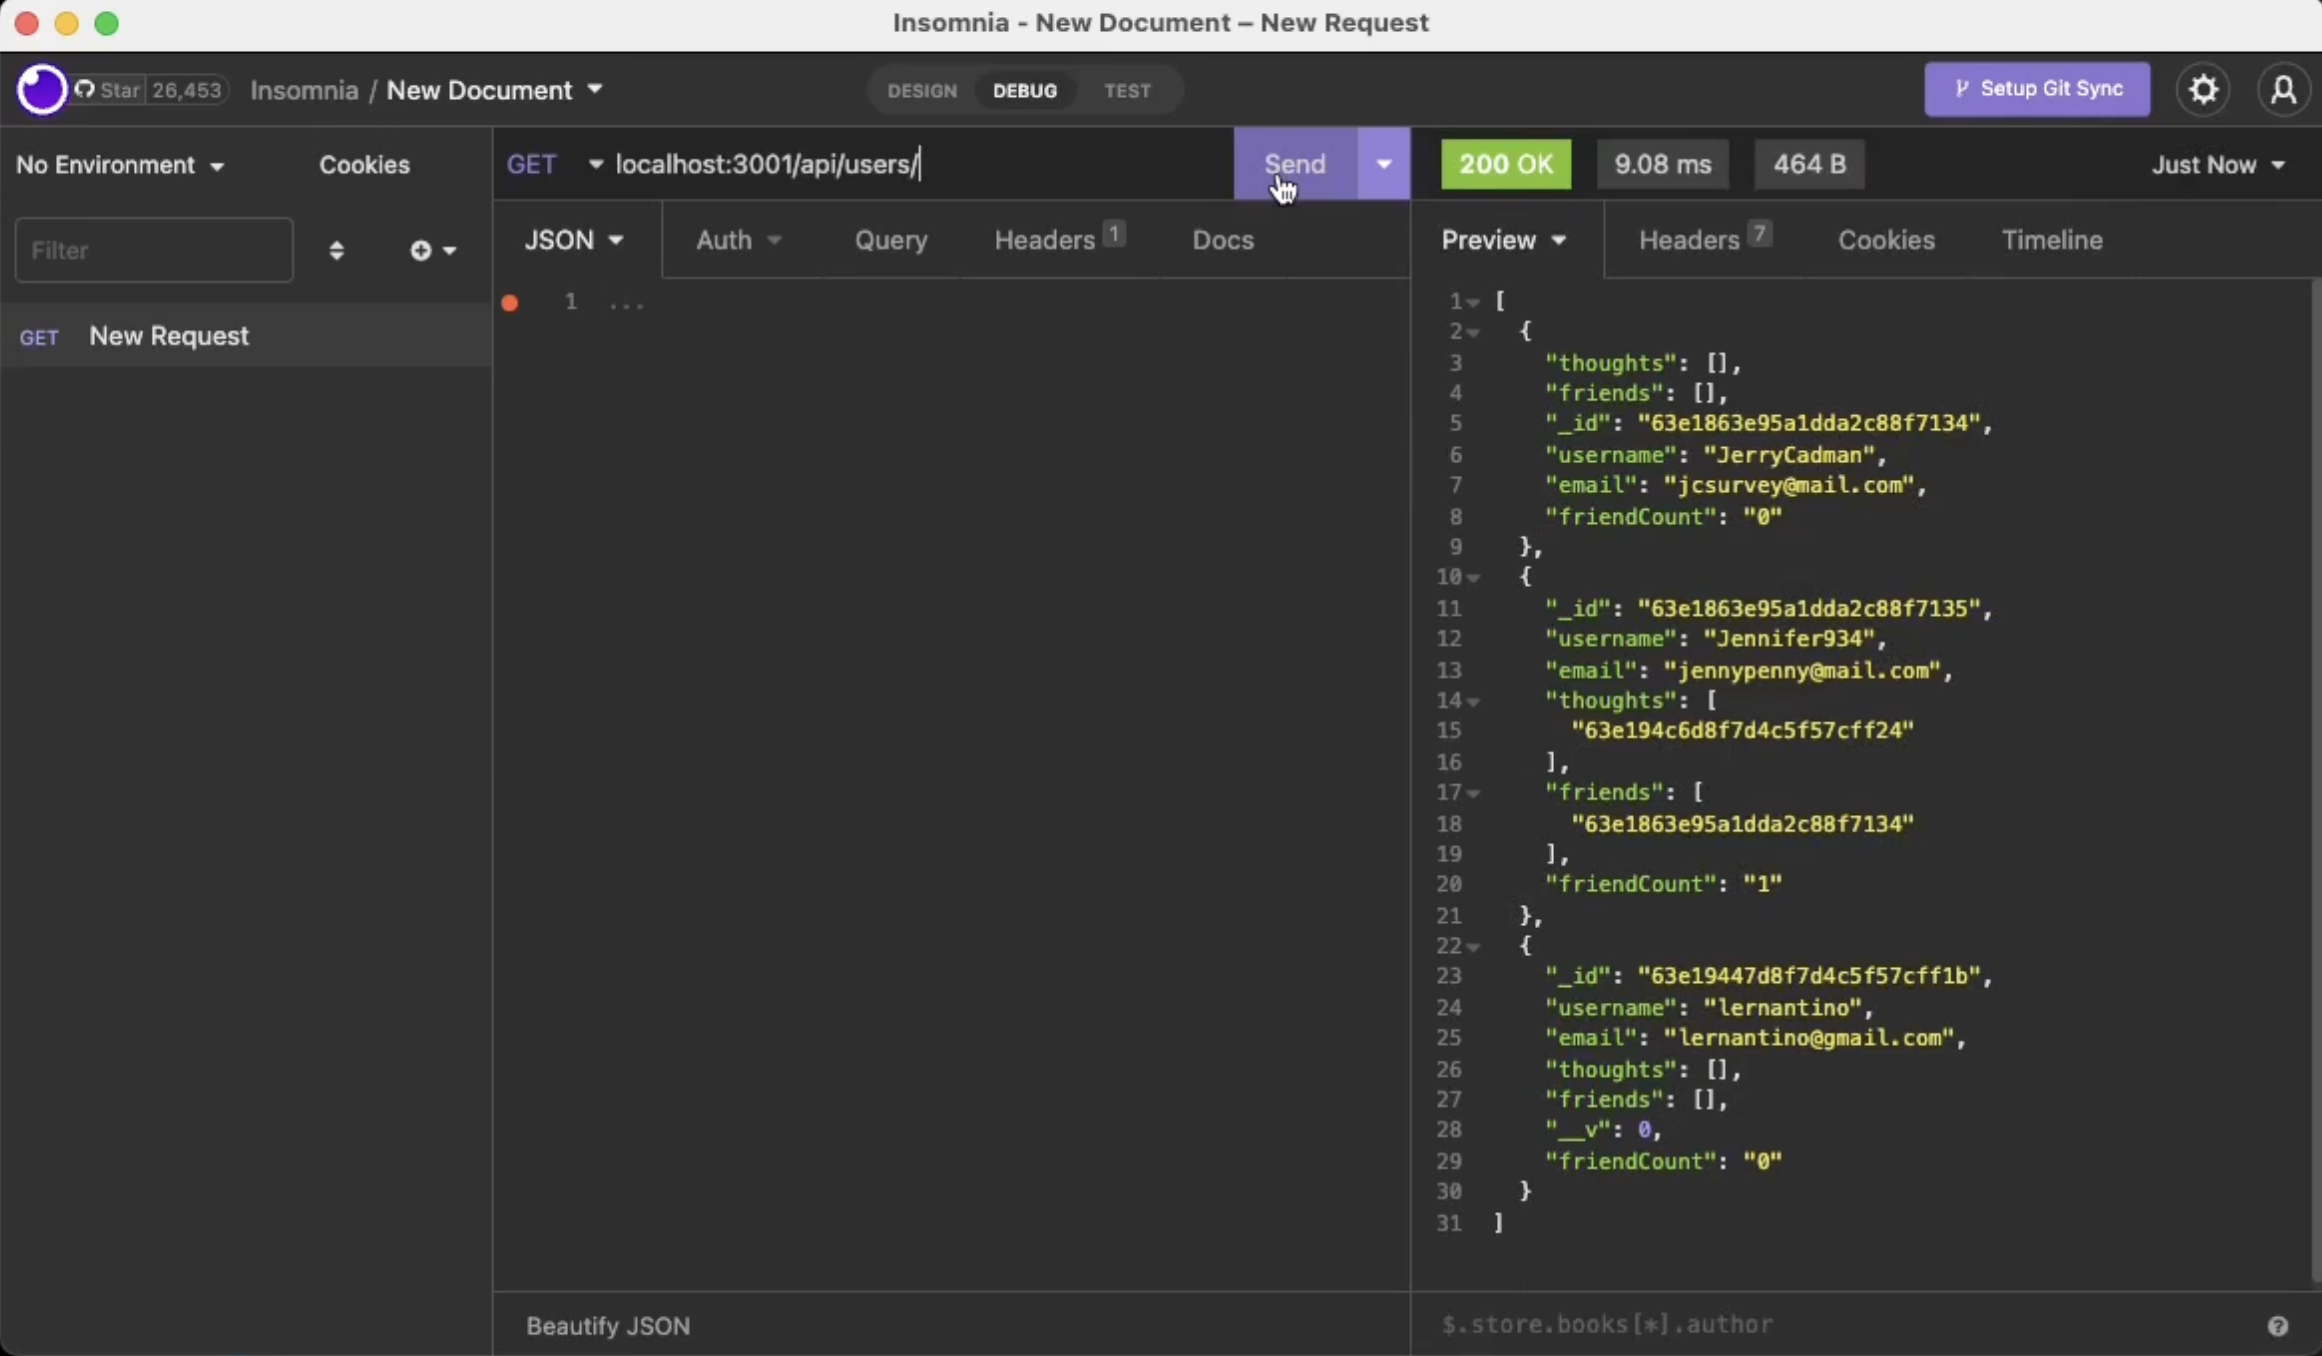 Insomnia - New Document – New Request
Star 26,453 Insomnia / New Document
DESIGN DEBUG TEST
Setup Git Sync
No Environment Cookies
GET localhost:3001/api/users/ Send
200 OK 9.08 ms 464 B Just Now
Filter
JSON Auth Query Headers 1 Docs
Preview Headers 7 Cookies Timeline
GET New Request
1 ...
1 [
2 {
3 "thoughts": [],
4 "friends": [],
5 "_id": "63e1863e95a1dda2c88f7134",
6 "username": "JerryCadman",
7 "email": "jcsurvey@mail.com",
8 "friendCount": "0"
9 },
10 {
11 "_id": "63e1863e95a1dda2c88f7135",
12 "username": "Jennifer934",
13 "email": "jennypenny@mail.com",
14 "thoughts": [
15 "63e194c6d8f7d4c5f57cff24"
16 ],
17 "friends": [
18 "63e1863e95a1dda2c88f7134"
19 ],
20 "friendCount": "1"
21 },
22 {
23 "_id": "63e19447d8f7d4c5f57cff1b",
24 "username": "lernantino",
25 "email": "lernantino@gmail.com",
26 "thoughts": [],
27 "friends": [],
28 "__v": 0,
29 "friendCount": "0"
30 }
31 ]
Beautify JSON
$.store.books[*].author